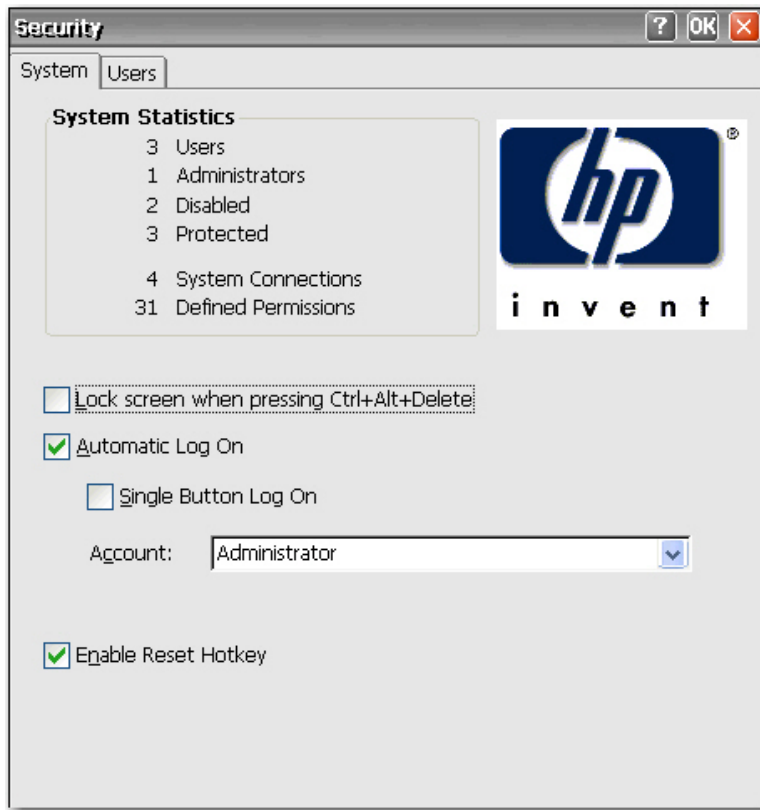 Security
? OK X
System Users
System Statistics
3 Users
1 Administrators
2 Disabled
3 Protected
4 System Connections
31 Defined Permissions
hp ®
invent
Lock screen when pressing Ctrl+Alt+Delete
Automatic Log On
Single Button Log On
Account: Administrator
Enable Reset Hotkey